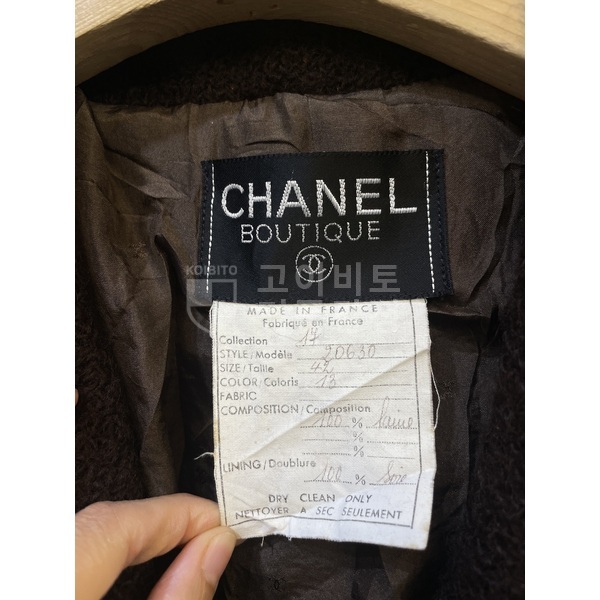 CHANEL
BOUTIQUE
KOIBITO 고이비토
MADE IN FRANCE
Fabriqué en France
Collection 17
STYLE/Modèle 20630
SIZE/Taille 42
COLOR/Coloris 13
FABRIC
COMPOSITION/Composition
100 % laine
%
%
LINING/Doublure 100 % Soie
DRY CLEAN ONLY
NETTOYER A SEC SEULEMENT